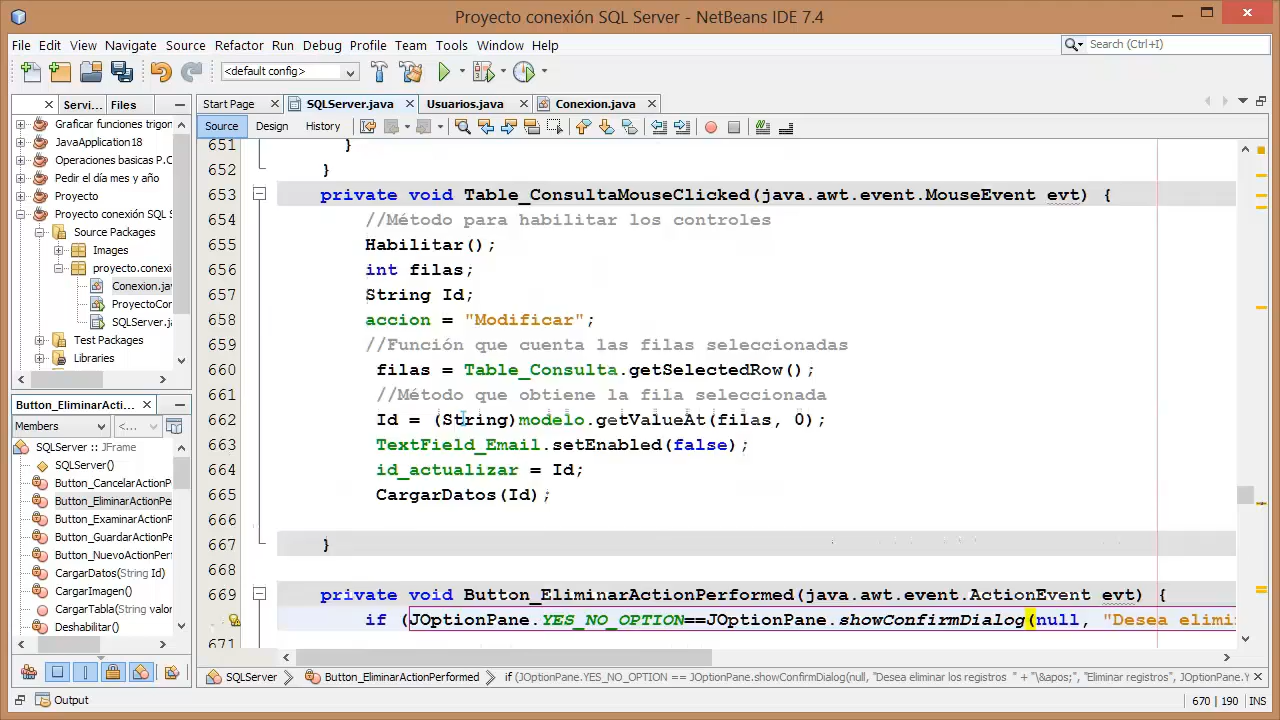 Proyecto conexión SQL Server - NetBeans IDE 7.4
File Edit View Navigate Source Refactor Run Debug Profile Team Tools Window Help
Search (Ctrl+I)
<default config>
Servi... Files
Start Page SQLServer.java Usuarios.java Conexion.java
Source Design History
Graficar funciones trigon
JavaApplication18
Operaciones basicas P.C
Pedir el día mes y año
Proyecto
Proyecto conexión SQL S
Source Packages
Images
proyecto.conexi
Conexion.jav
ProyectoCor
SQLServer.ja
Test Packages
Libraries
Button_EliminarActi...
Members <...>
SQLServer :: JFrame
SQLServer()
Button_CancelarActionP
Button_EliminarActionPe
Button_ExaminarActionP
Button_GuardarActionPe
Button_NuevoActionPerf
CargarDatos(String Id)
CargarImagen()
CargarTabla(String valor
Deshabilitar()
651 }
652 }
653 private void Table_ConsultaMouseClicked(java.awt.event.MouseEvent evt) {
654 //Método para habilitar los controles
655 Habilitar();
656 int filas;
657 String Id;
658 accion = "Modificar";
659 //Función que cuenta las filas seleccionadas
660 filas = Table_Consulta.getSelectedRow();
661 //Método que obtiene la fila seleccionada
662 Id = (String)modelo.getValueAt(filas, 0);
663 TextField_Email.setEnabled(false);
664 id_actualizar = Id;
665 CargarDatos(Id);
666
667 }
668
669 private void Button_EliminarActionPerformed(java.awt.event.ActionEvent evt) {
if (JOptionPane.YES_NO_OPTION==JOptionPane.showConfirmDialog(null, "Desea elimi
671
SQLServer Button_EliminarActionPerformed if (JOptionPane.YES_NO_OPTION == JOptionPane.showConfirmDialog(null, "Desea eliminar los registros " + "&apos;", "Eliminar registros", JOptionPane.Y
Output
670 | 190 INS